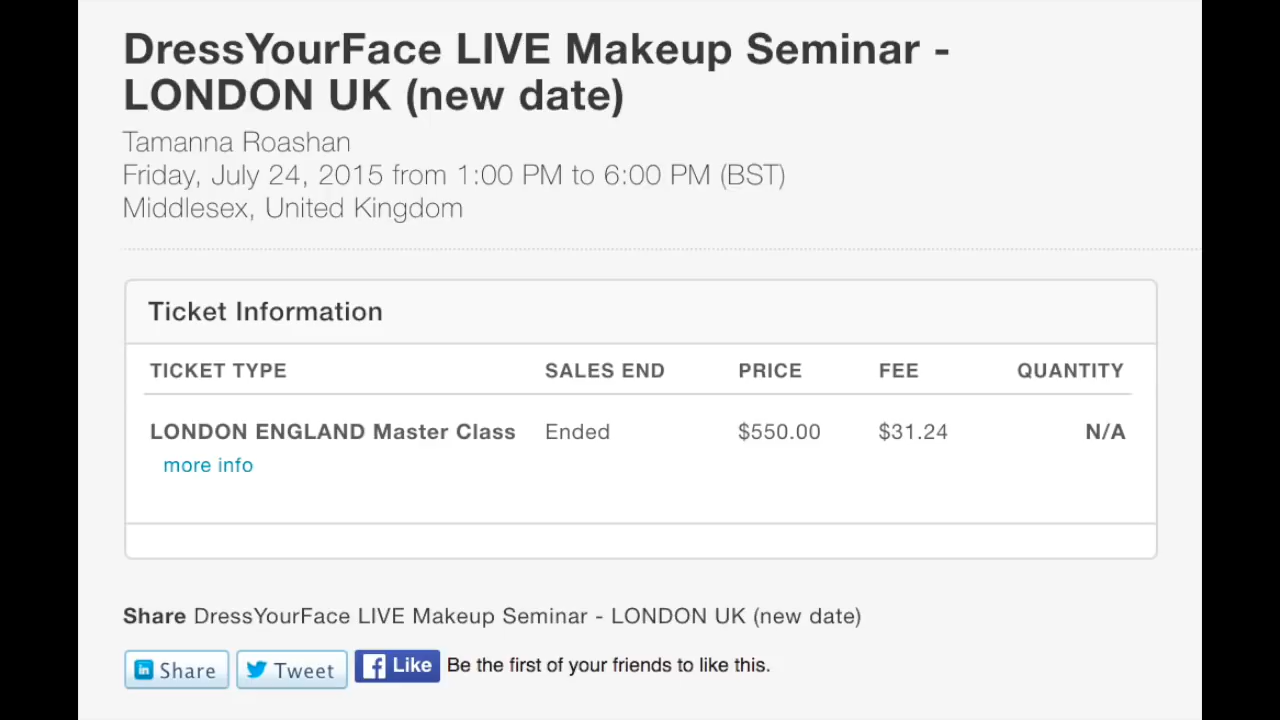 DressYourFace LIVE Makeup Seminar -
LONDON UK (new date)
Tamanna Roashan
Friday, July 24, 2015 from 1:00 PM to 6:00 PM (BST)
Middlesex, United Kingdom
Ticket Information
TICKET TYPE SALES END PRICE FEE QUANTITY
LONDON ENGLAND Master Class Ended $550.00 $31.24 N/A
more info
Share DressYourFace LIVE Makeup Seminar - LONDON UK (new date)
in Share Tweet f Like Be the first of your friends to like this.